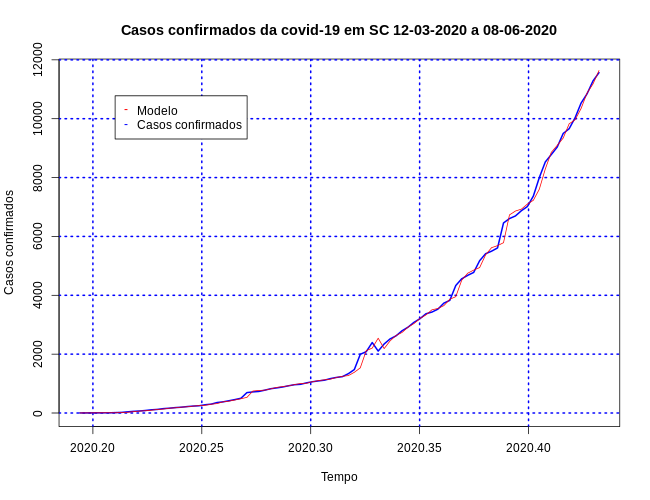 Casos confirmados da covid-19 em SC 12-03-2020 a 08-06-2020
Casos confirmados
12000
10000
8000
6000
4000
2000
0
Modelo
Casos confirmados
2020.20 2020.25 2020.30 2020.35 2020.40
Tempo